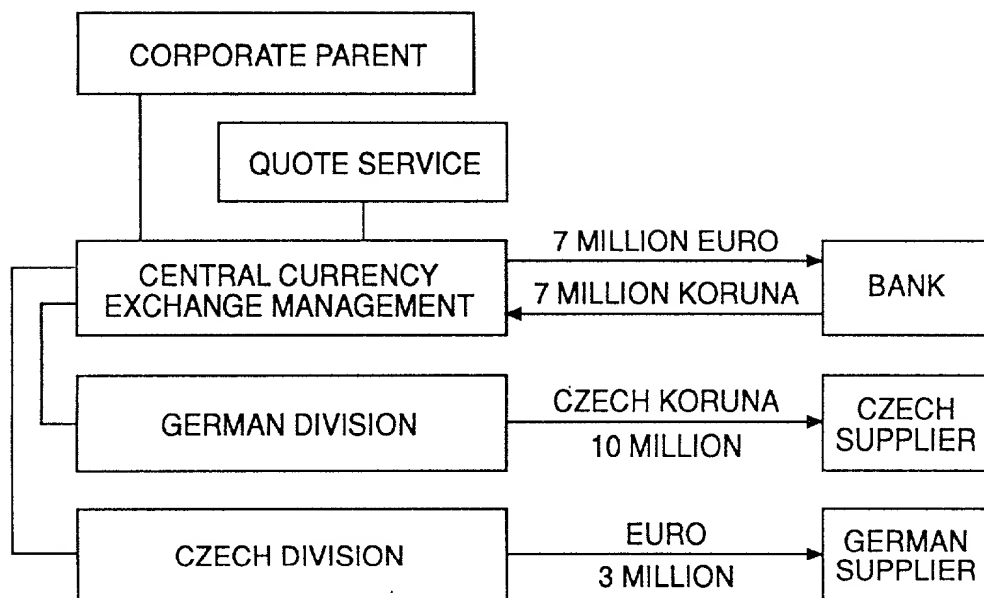 CORPORATE PARENT
QUOTE SERVICE
CENTRAL CURRENCY
EXCHANGE MANAGEMENT
7 MILLION EURO
7 MILLION KORUNA
BANK
GERMAN DIVISION
CZECH KORUNA
10 MILLION
CZECH
SUPPLIER
CZECH DIVISION
EURO
3 MILLION
GERMAN
SUPPLIER